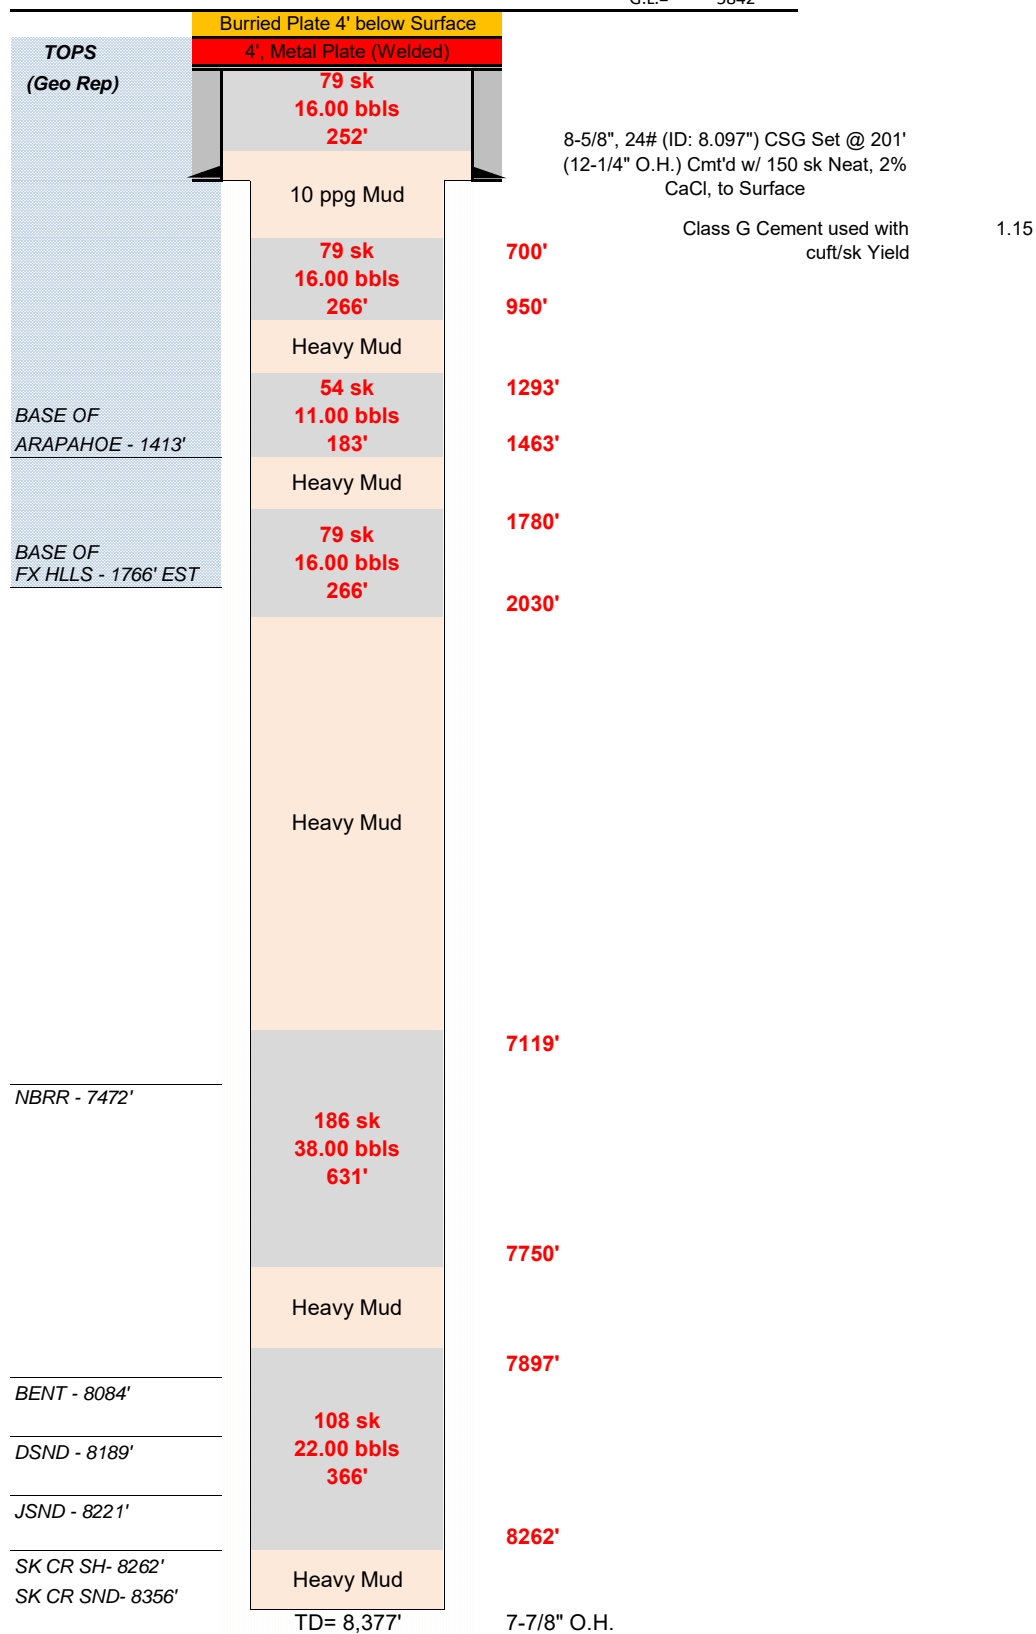 G.L.= 5842
Burried Plate 4' below Surface
TOPS
4', Metal Plate (Welded)
(Geo Rep)
79 sk
16.00 bbls
252'
8-5/8", 24# (ID: 8.097") CSG Set @ 201'
(12-1/4" O.H.) Cmt'd w/ 150 sk Neat, 2%
CaCl, to Surface
10 ppg Mud
Class G Cement used with 1.15
cuft/sk Yield
79 sk
700'
16.00 bbls
266'
950'
Heavy Mud
54 sk
1293'
BASE OF
11.00 bbls
ARAPAHOE - 1413'
183'
1463'
Heavy Mud
1780'
79 sk
BASE OF
16.00 bbls
FX HLLS - 1766' EST
266'
2030'
Heavy Mud
7119'
NBRR - 7472'
186 sk
38.00 bbls
631'
7750'
Heavy Mud
7897'
BENT - 8084'
108 sk
DSND - 8189'
22.00 bbls
366'
JSND - 8221'
8262'
SK CR SH- 8262'
Heavy Mud
SK CR SND- 8356'
TD= 8,377'
7-7/8" O.H.